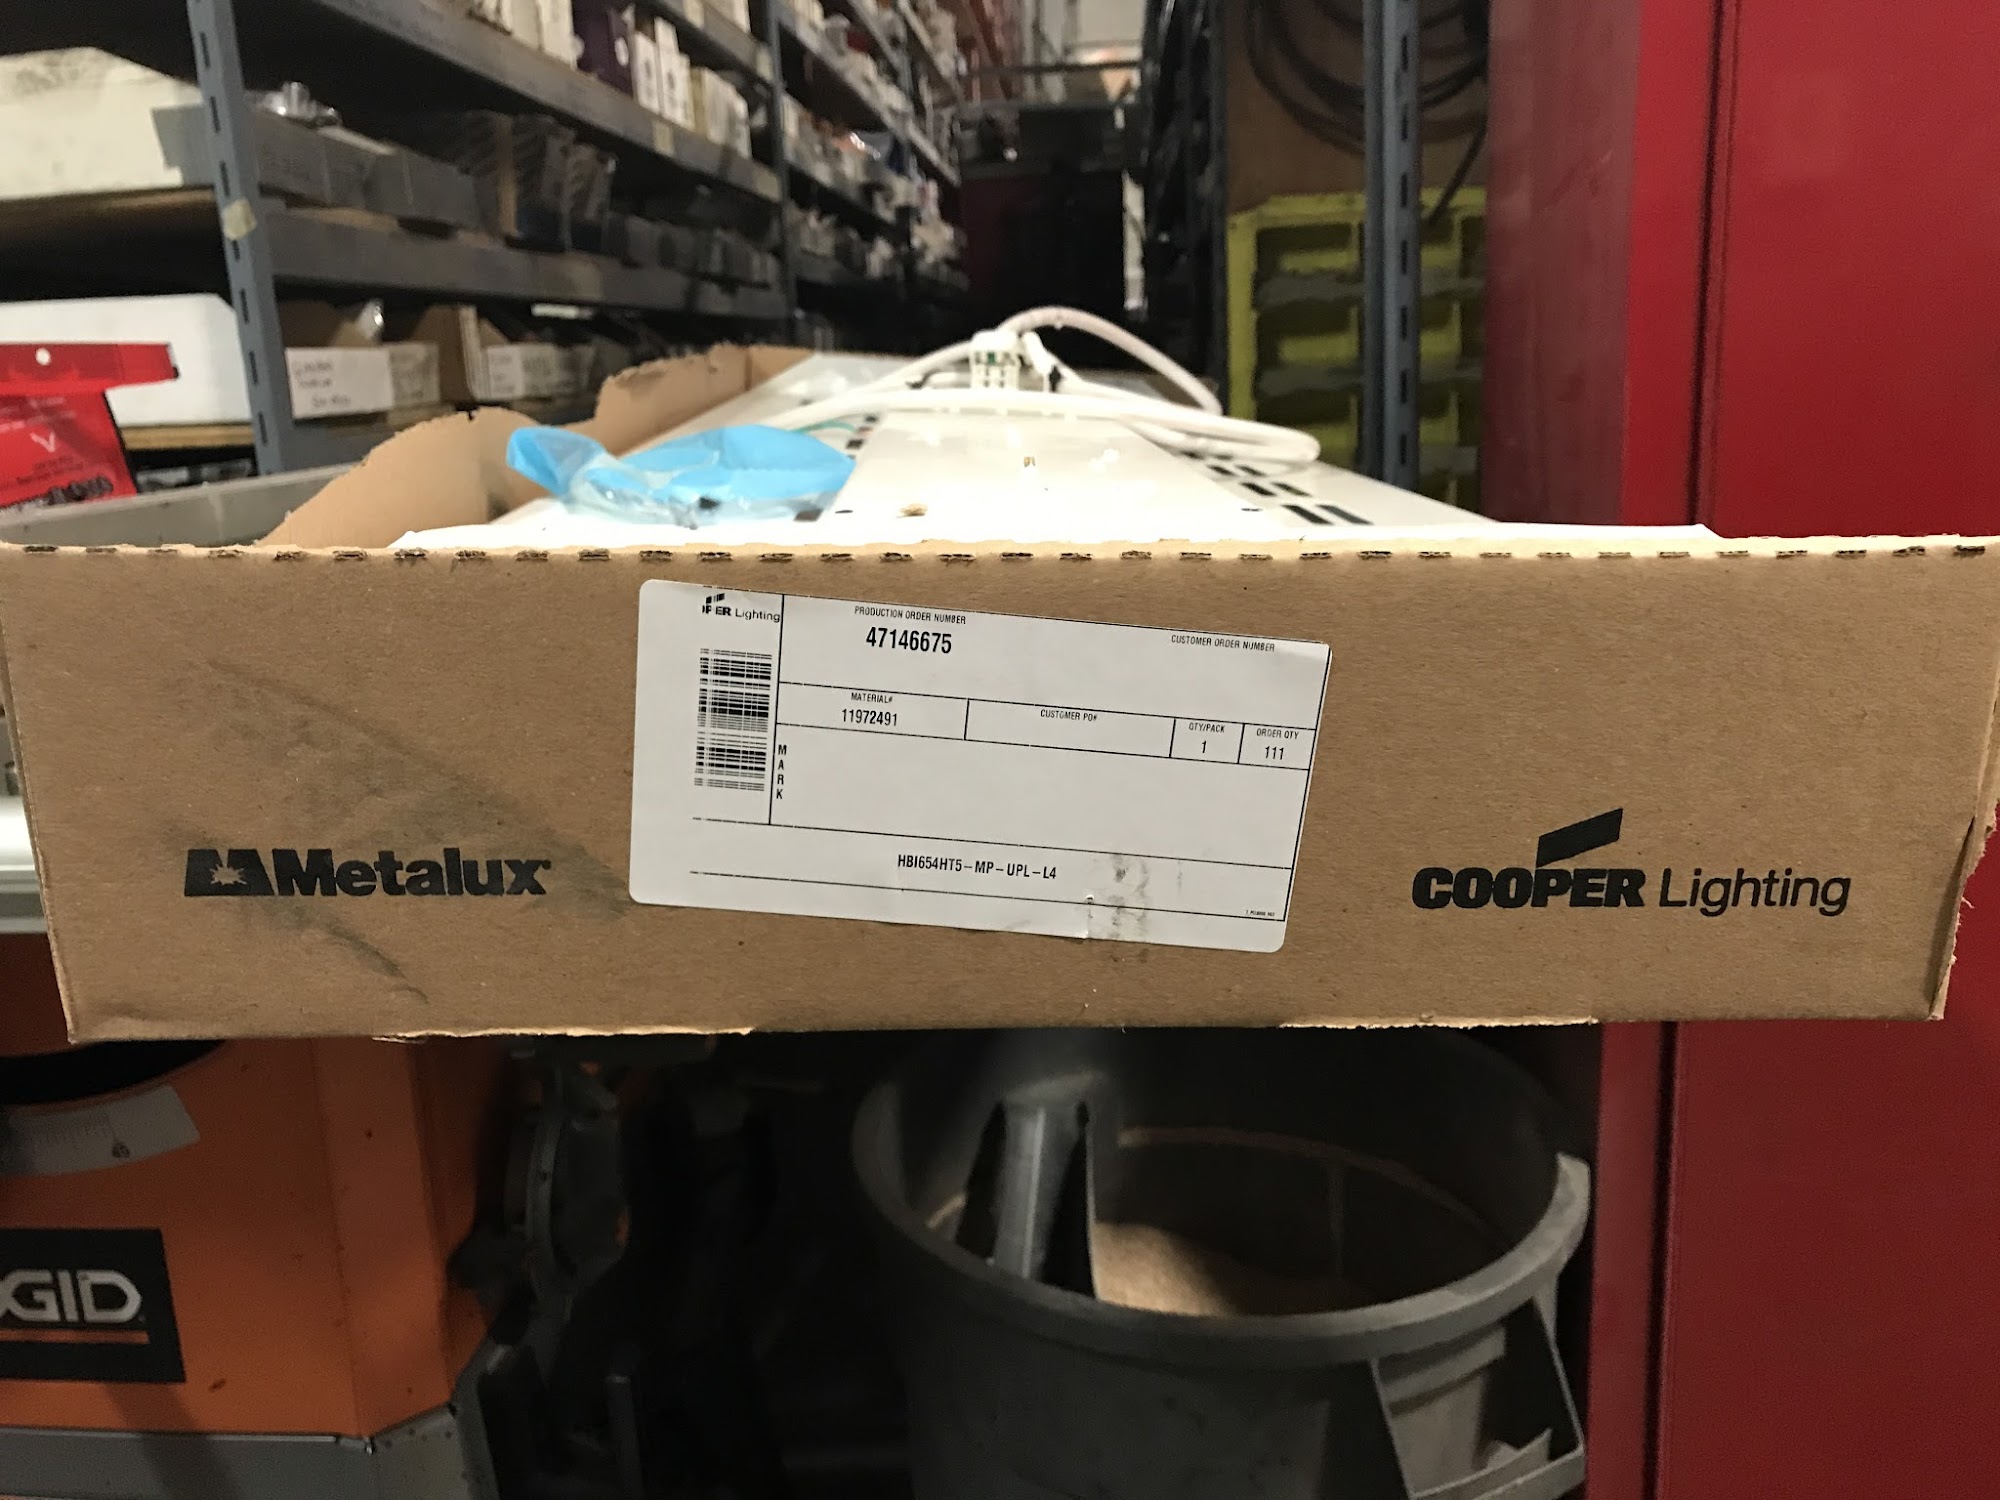 OPER Lighting
PRODUCTION ORDER NUMBER
47146675
CUSTOMER ORDER NUMBER
MATERIAL#
11972491
CUSTOMER PO#
QTY/PACK
1
ORDER QTY
111
MARK
HBI654HT5-MP-UPL-L4
Metalux
COOPER Lighting
GID